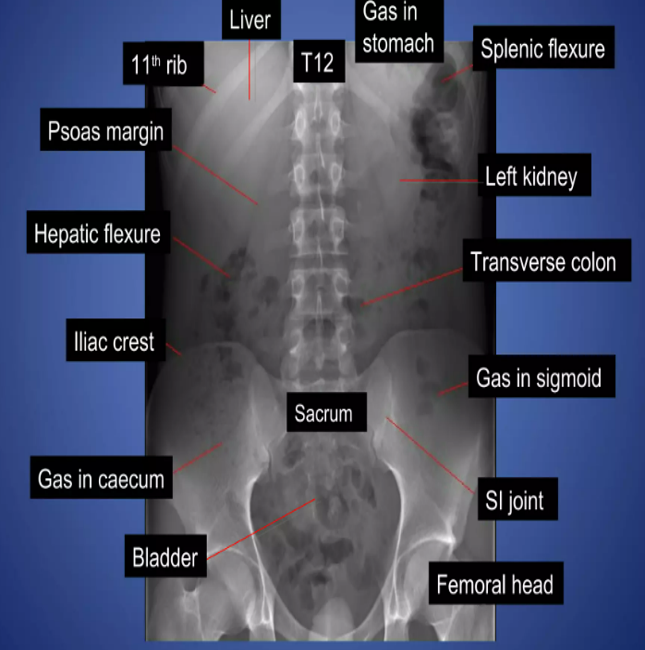 Liver
Gas in
stomach
Splenic flexure
11th rib
T12
Psoas margin
Left kidney
Hepatic flexure
Transverse colon
Iliac crest
Gas in sigmoid
Sacrum
Gas in caecum
SI joint
Bladder
Femoral head